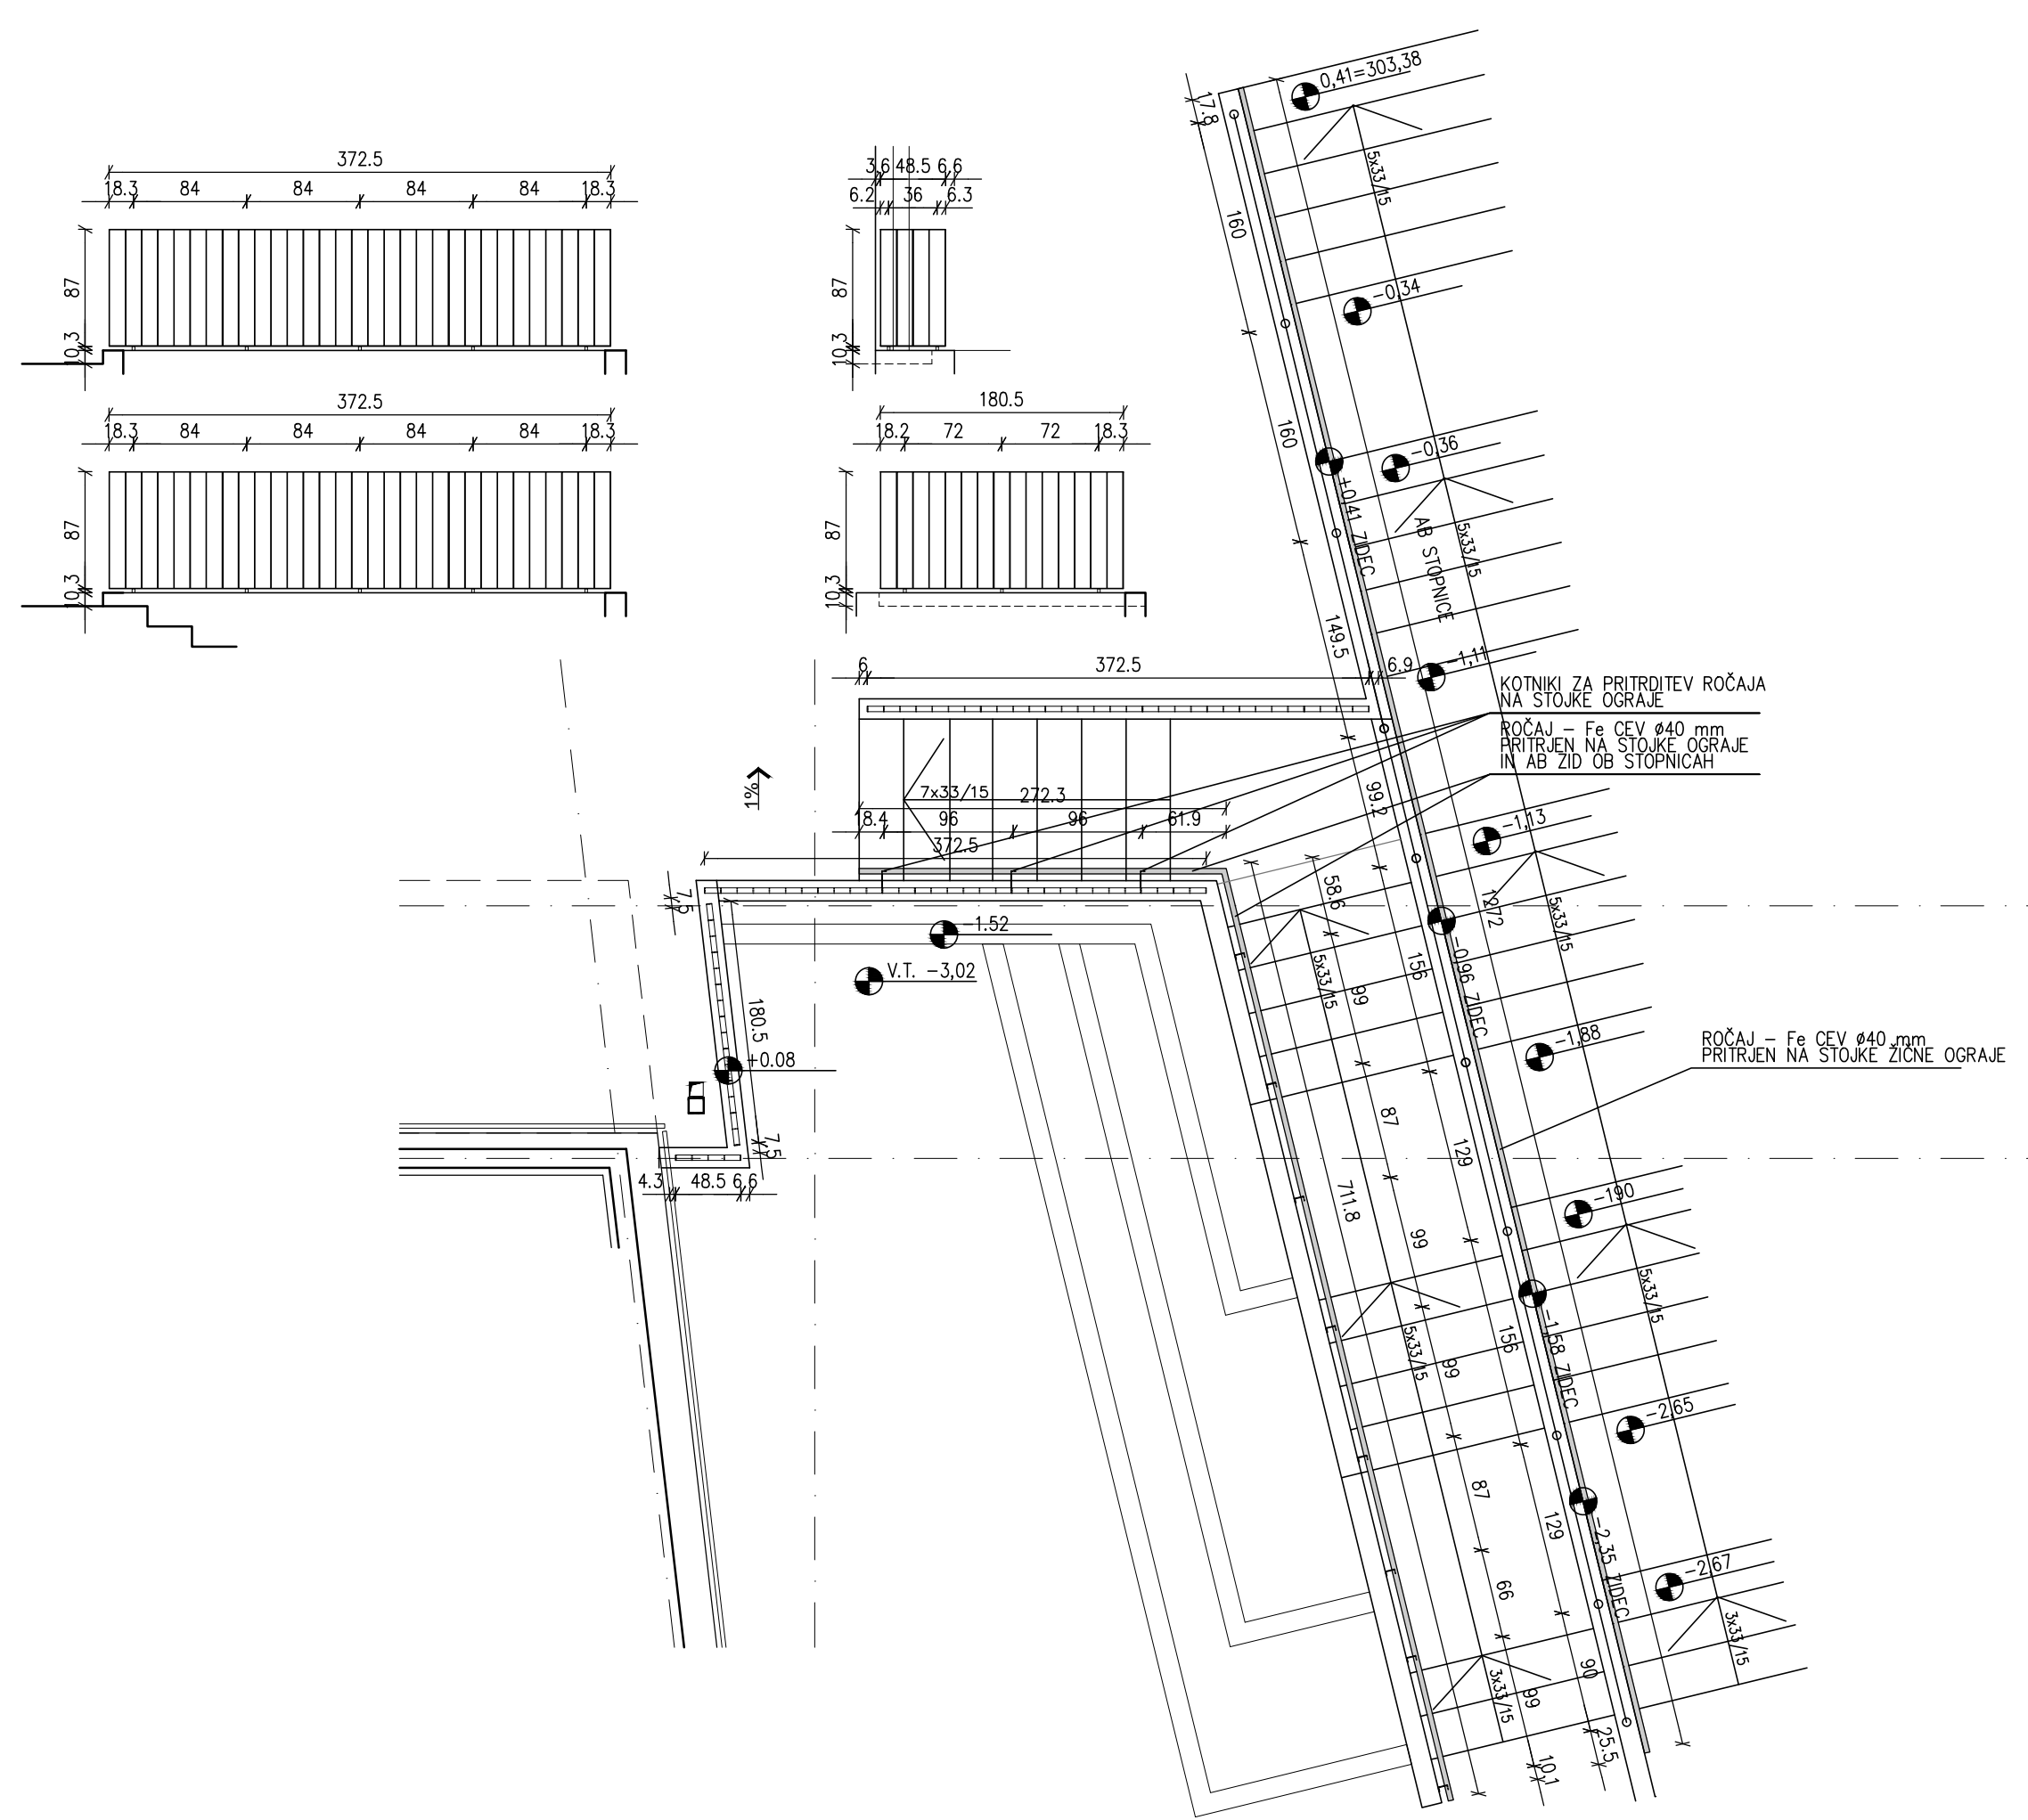 372.5
18.3 84 84 84 84 18.3
87
10.3
3.6 48.5 6.6
6.2 36 6.3
87
10.3
372.5
18.3 84 84 84 84 18.3
87
10.3
180.5
18.2 72 72 18.3
87
10.3
6 372.5 6.9
1%
7x33/15
272.3
18.4 96 96 61.9
372.5
7.5
180.5
7.5
-1.52
V.T. -3,02
+0.08
4.3 48.5 6.6
0,41=303,38
17.8
160
160
149.5
99.2
156
129
156
129
90
25.5
5x33/15
-0,34
-0,36
+0,41 ZIDEC
AB STOPNICE
5x33/15
-1,11
KOTNIKI ZA PRITRDITEV ROČAJA
NA STOJKE OGRAJE
ROČAJ – Fe CEV ø40 mm
PRITRJEN NA STOJKE OGRAJE
IN AB ZID OB STOPNICAH
-1,13
1272
5x33/15
-0,96 ZIDEC
-1,88
ROČAJ – Fe CEV ø40 mm
PRITRJEN NA STOJKE ŽIČNE OGRAJE
-190
5x33/15
-1,58 ZIDEC
-2,65
-2,35 ZIDEC
-2,67
3x33/15
58.6
99
87
99
99
87
66
99
10,1
711.8
5x33/15
5x33/15
3x33/15